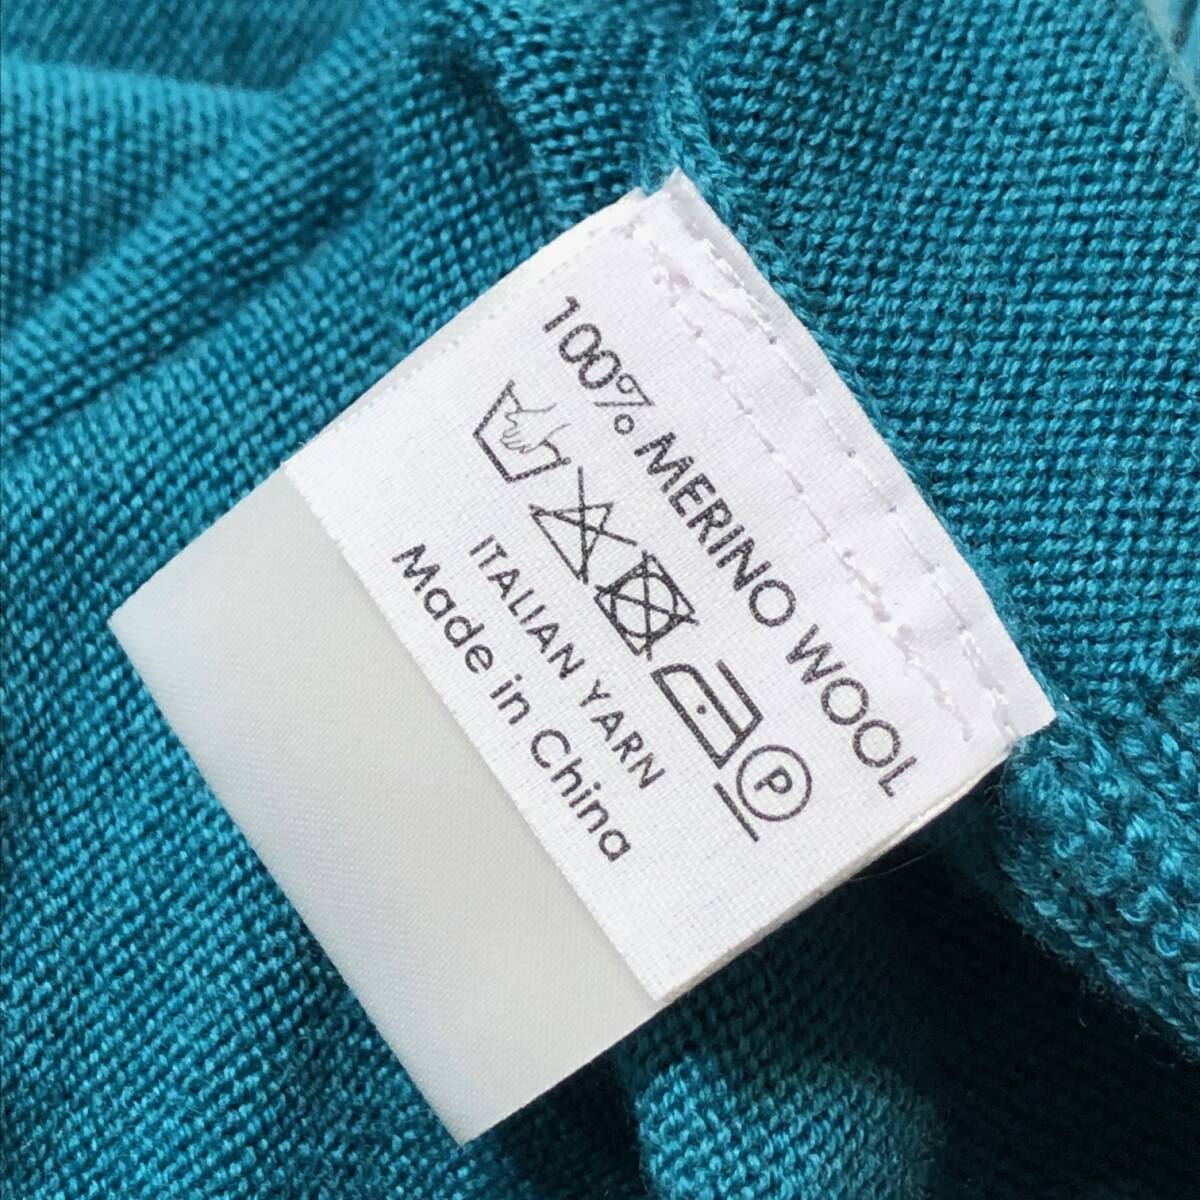 100% MERINO WOOL
P
ITALIAN YARN
Made in China